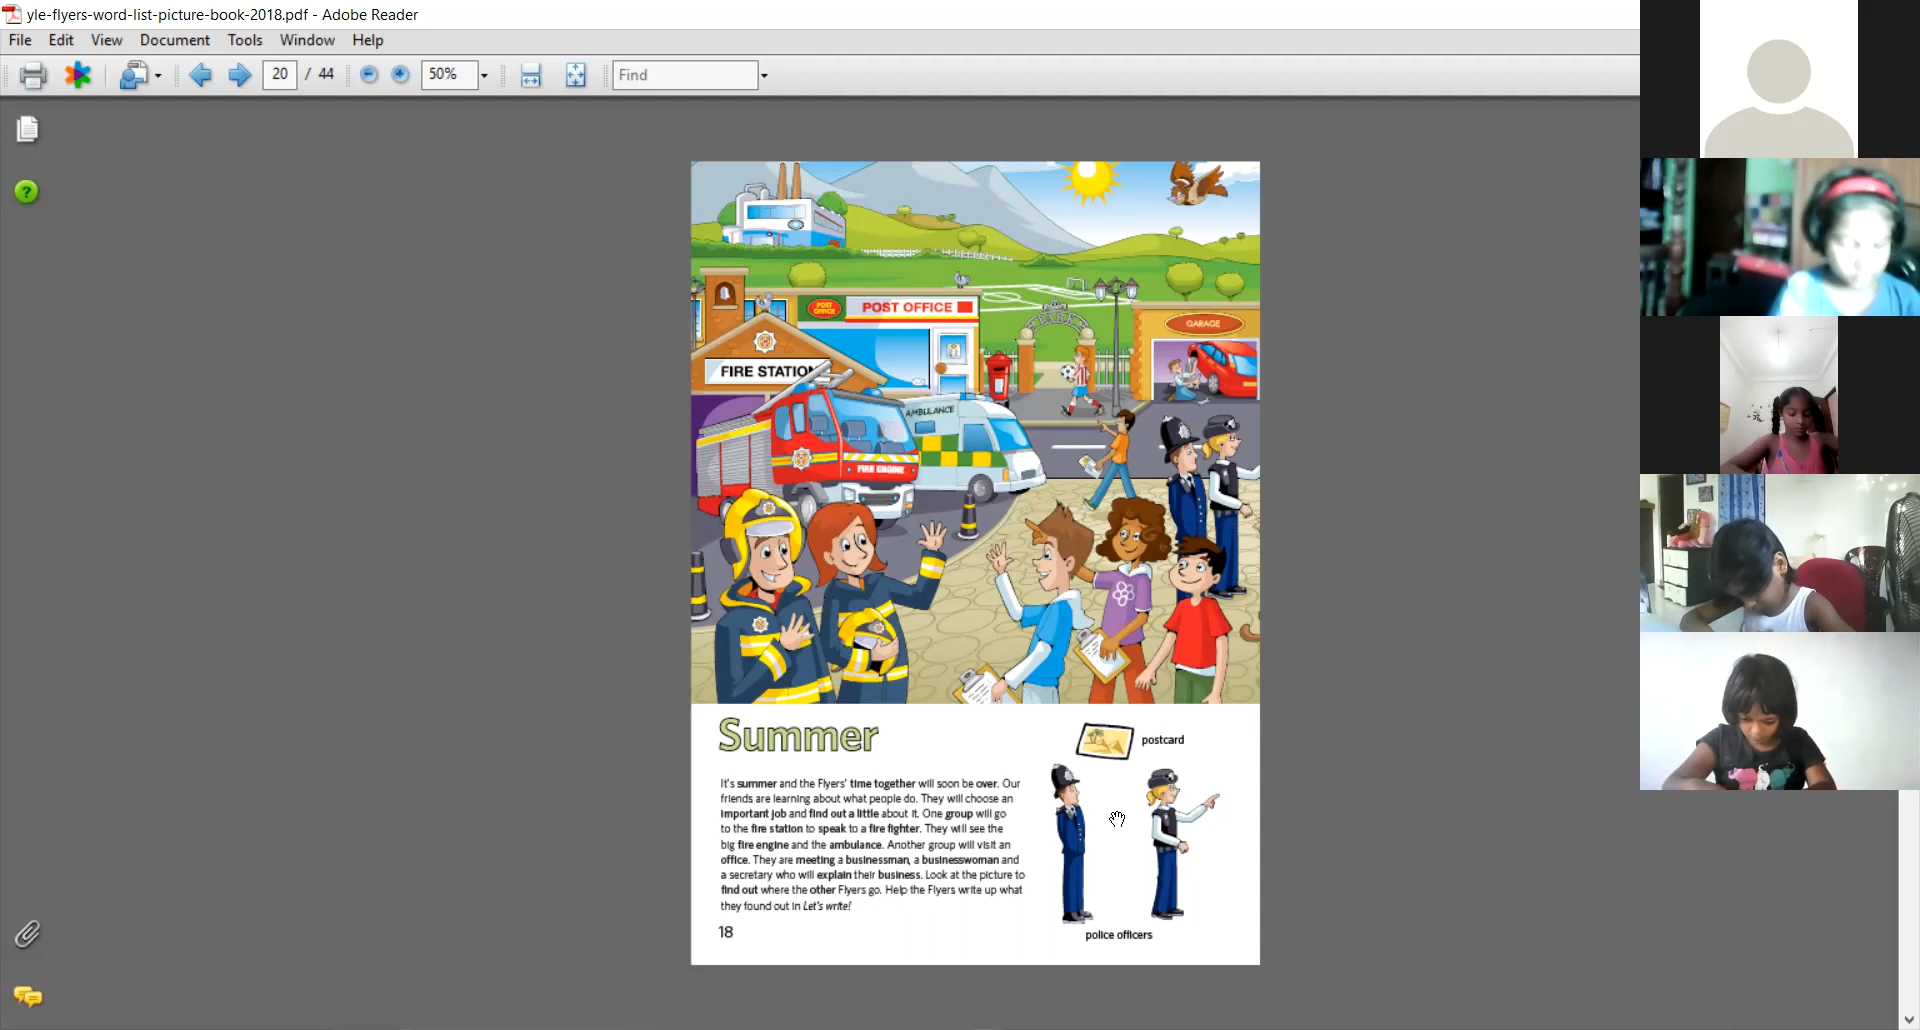 yle-flyers-word-list-picture-book-2018.pdf - Adobe Reader
File Edit View Document Tools Window Help
20 / 44 50% Find
POST OFFICE POST OFFICE
PARK
GARAGE
FIRE STATION
AMBULANCE
FIRE ENGINE
Summer
postcard
It's summer and the Flyers' time together will soon be over. Our
friends are learning about what people do. They will choose an
important job and find out a little about it. One group will go
to the fire station to speak to a fire fighter. They will see the
big fire engine and the ambulance. Another group will visit an
office. They are meeting a businessman, a businesswoman and
a secretary who will explain their business. Look at the picture to
find out where the other Flyers go. Help the Flyers write up what
they found out in Let's write!
18
police officers